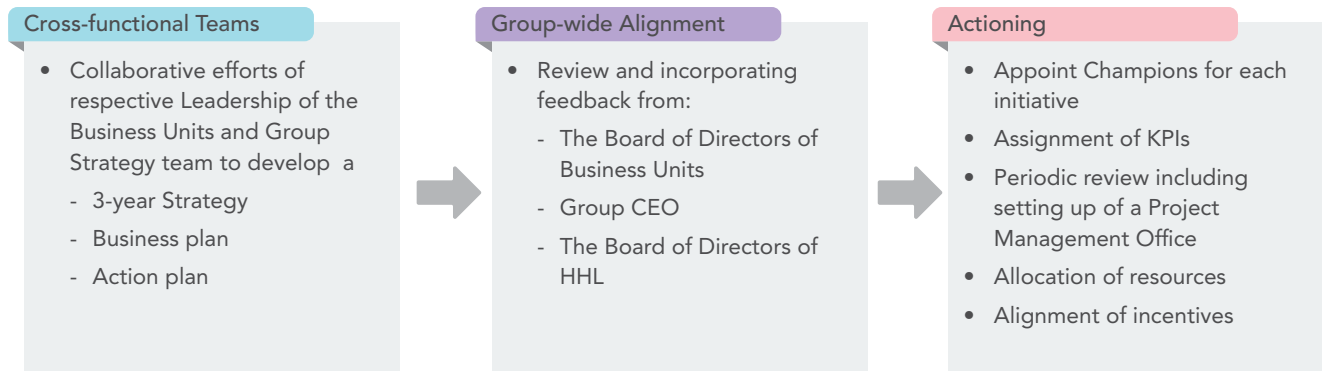 Cross-functional Teams
• Collaborative efforts of
respective Leadership of the
Business Units and Group
Strategy team to develop a
- 3-year Strategy
- Business plan
- Action plan
Group-wide Alignment
• Review and incorporating
feedback from:
- The Board of Directors of
Business Units
- Group CEO
- The Board of Directors of
HHL
Actioning
• Appoint Champions for each
initiative
• Assignment of KPIs
• Periodic review including
setting up of a Project
Management Office
• Allocation of resources
• Alignment of incentives